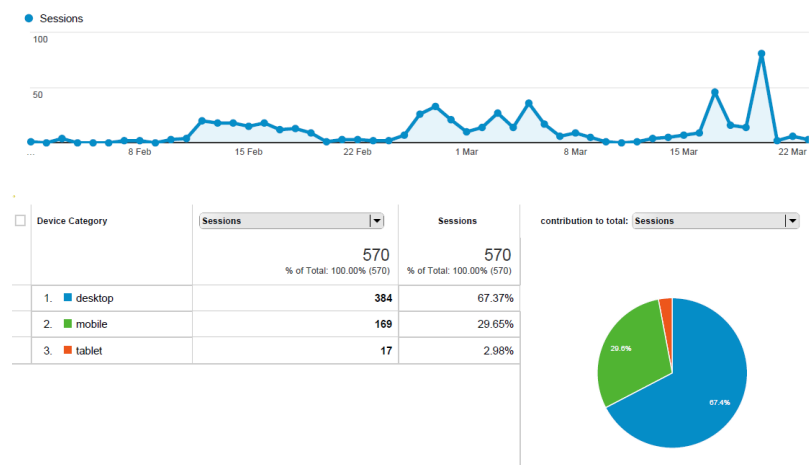 Sessions
100
50
...
8 Feb
15 Feb
22 Feb
1 Mar
8 Mar
15 Mar
22 Mar
Device Category
Sessions
Sessions
contribution to total: Sessions
570
% of Total: 100.00% (570)
570
% of Total: 100.00% (570)
1. desktop 384 67.37%
2. mobile 169 29.65%
3. tablet 17 2.98%
29.6%
67.4%